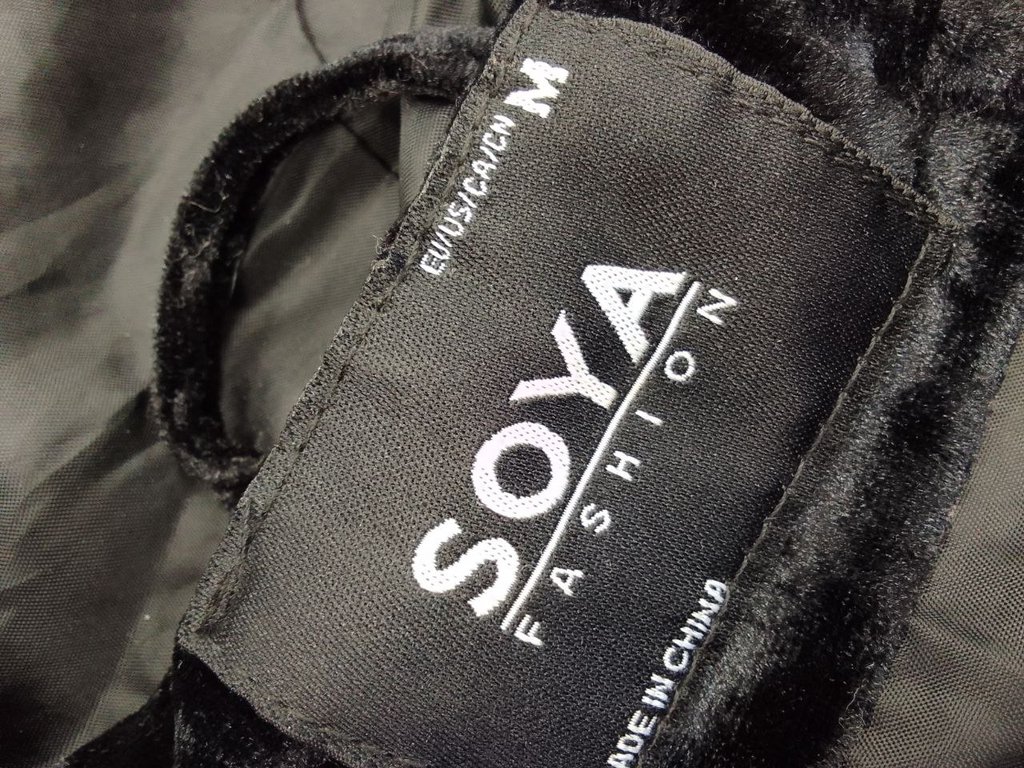 EU/US/CA/CN M
SOYA
FASHION
ADE IN CHINA